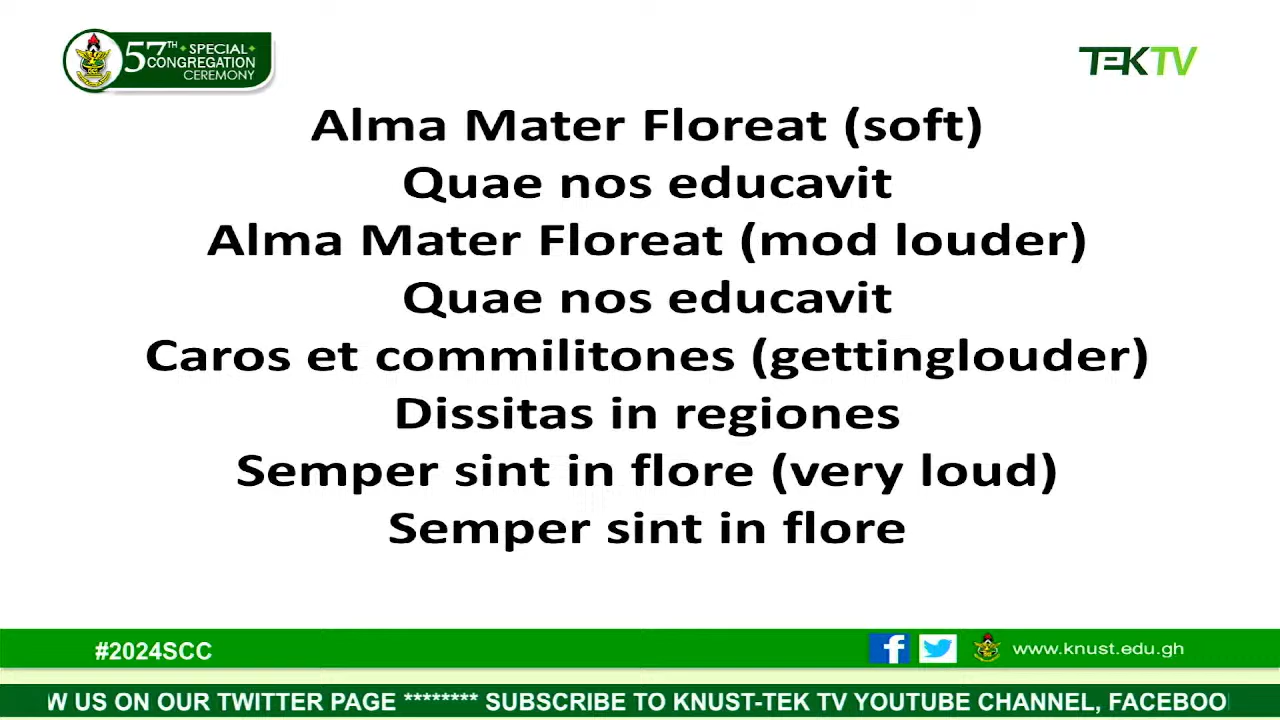 57TH SPECIAL
CONGREGATION
CEREMONY
TEKTV
Alma Mater Floreat (soft)
Quae nos educavit
Alma Mater Floreat (mod louder)
Quae nos educavit
Caros et commilitones (gettinglouder)
Dissitas in regiones
Semper sint in flore (very loud)
Semper sint in flore
#2024SCC
www.knust.edu.gh
W US ON OUR TWITTER PAGE ******** SUBSCRIBE TO KNUST-TEK TV YOUTUBE CHANNEL, FACEBOO